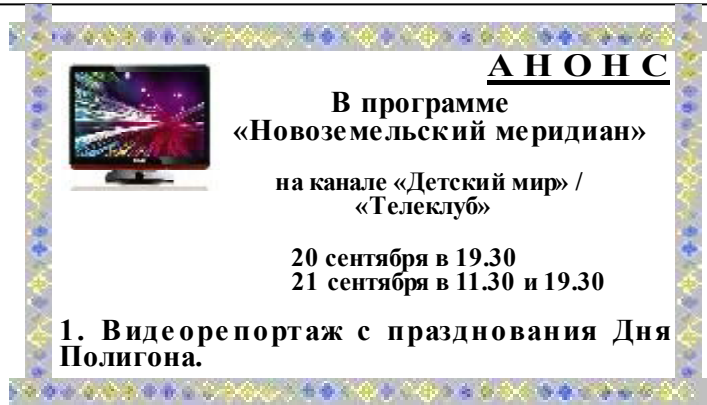 АНОНС
В программе
«Новоземельский меридиан»
на канале «Детский мир» /
«Телеклуб»
20 сентября в 19.30
21 сентября в 11.30 и 19.30
1. Видеорепортаж с празднования Дня
Полигона.